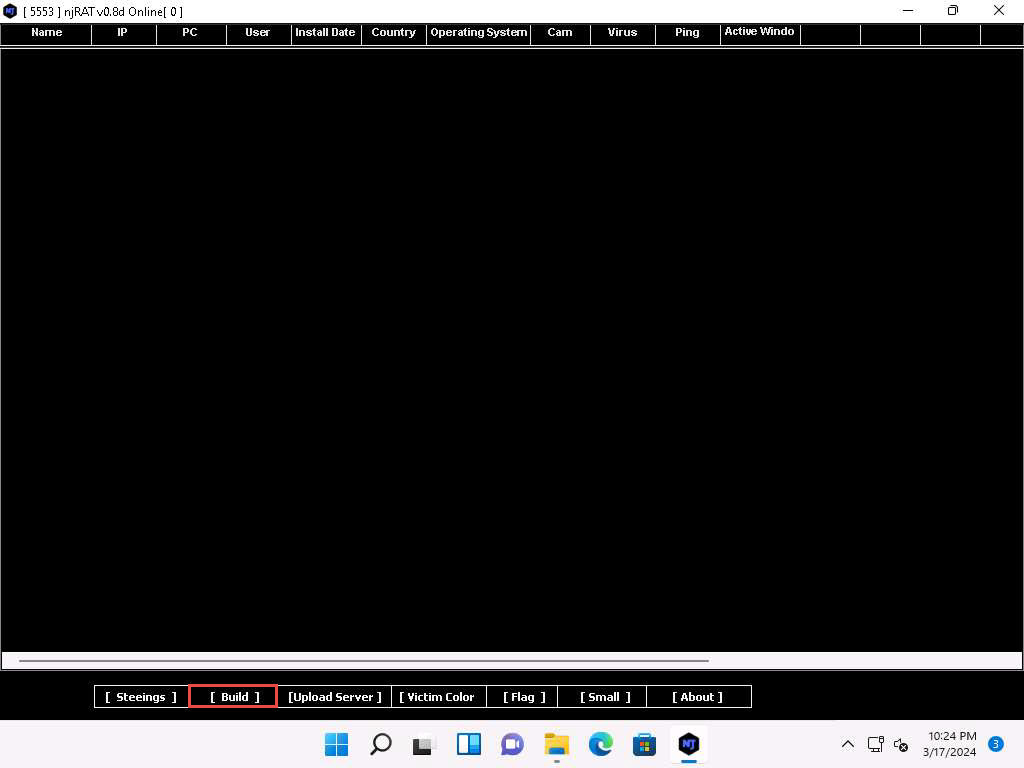 [ 5553 ] njRAT v0.8d Online[ 0 ]
Name IP PC User Install Date Country Operating System Cam Virus Ping Active Windo
[ Steeings ] [ Build ] [Upload Server ] [ Victim Color [ Flag ] [ Small ] [ About ]
NJ
10:24 PM
3/17/2024
3